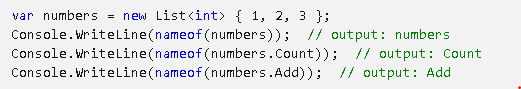 var numbers = new List<int> { 1, 2, 3 };
Console.WriteLine(nameof(numbers));  // output: numbers
Console.WriteLine(nameof(numbers.Count));  // output: Count
Console.WriteLine(nameof(numbers.Add));  // output: Add